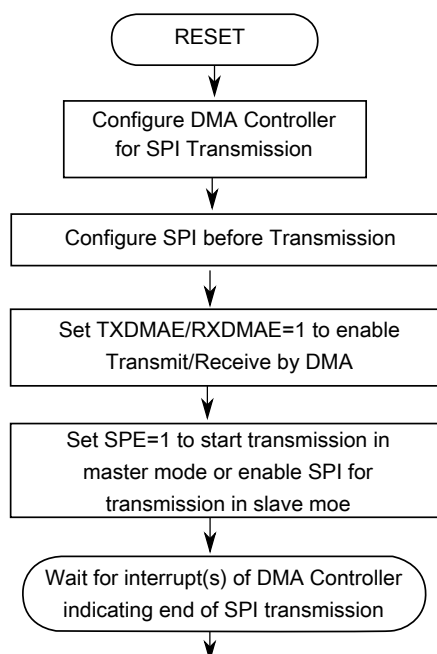 RESET
Configure DMA Controller
for SPI Transmission
Configure SPI before Transmission
Set TXDMAE/RXDMAE=1 to enable
Transmit/Receive by DMA
Set SPE=1 to start transmission in
master mode or enable SPI for
transmission in slave moe
Wait for interrupt(s) of DMA Controller
indicating end of SPI transmission